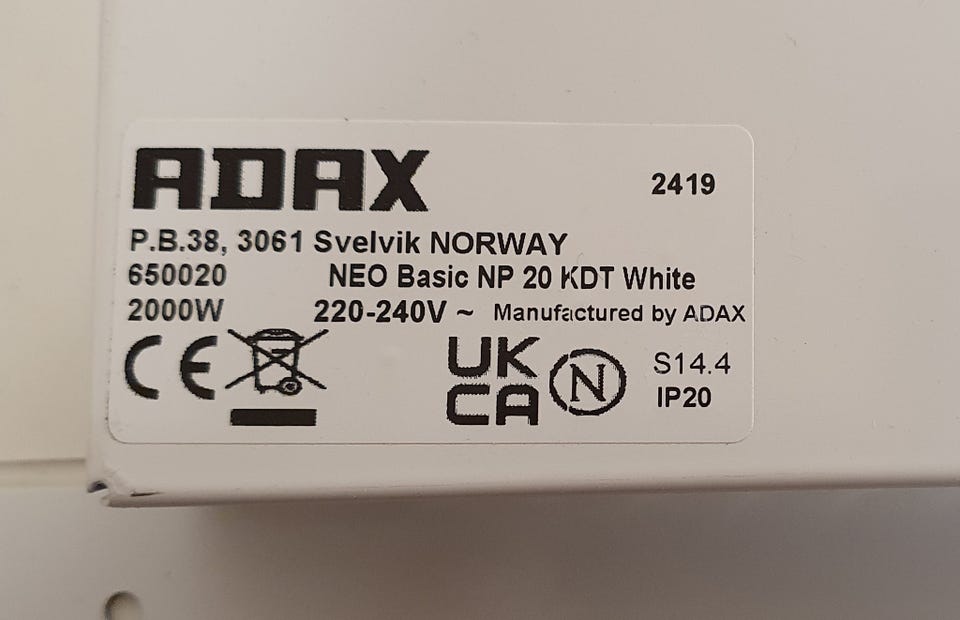 ADAX 2419
P.B.38, 3061 Svelvik NORWAY
650020 NEO Basic NP 20 KDT White
2000W 220-240V ~ Manufactured by ADAX
CE UK CA N S14.4
IP20